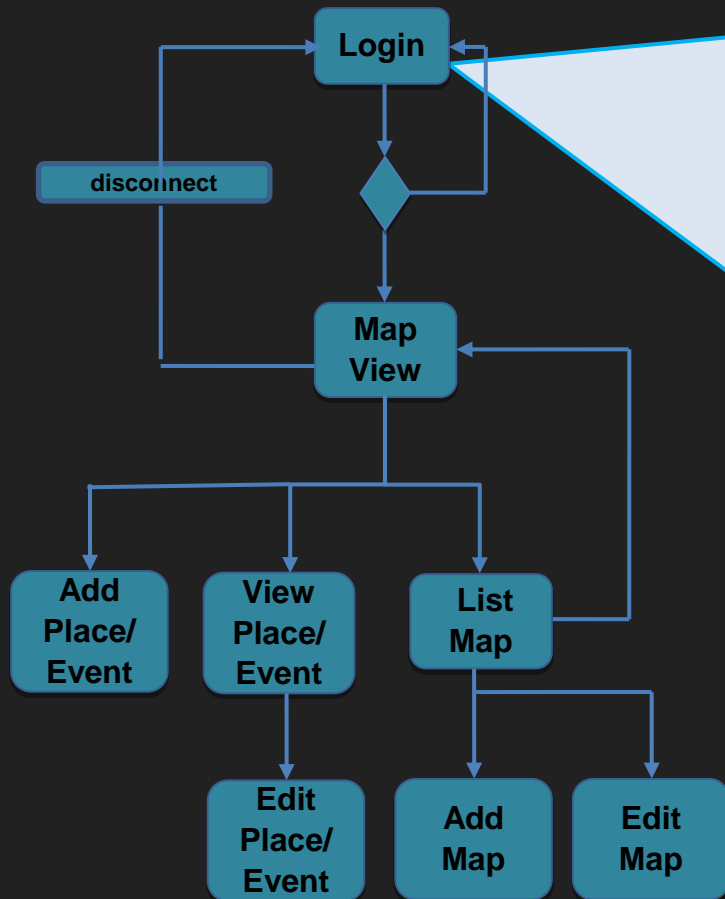 Login
disconnect
Map
View
Add
Place/
Event
View
Place/
Event
List
Map
Edit
Place/
Event
Add
Map
Edit
Map